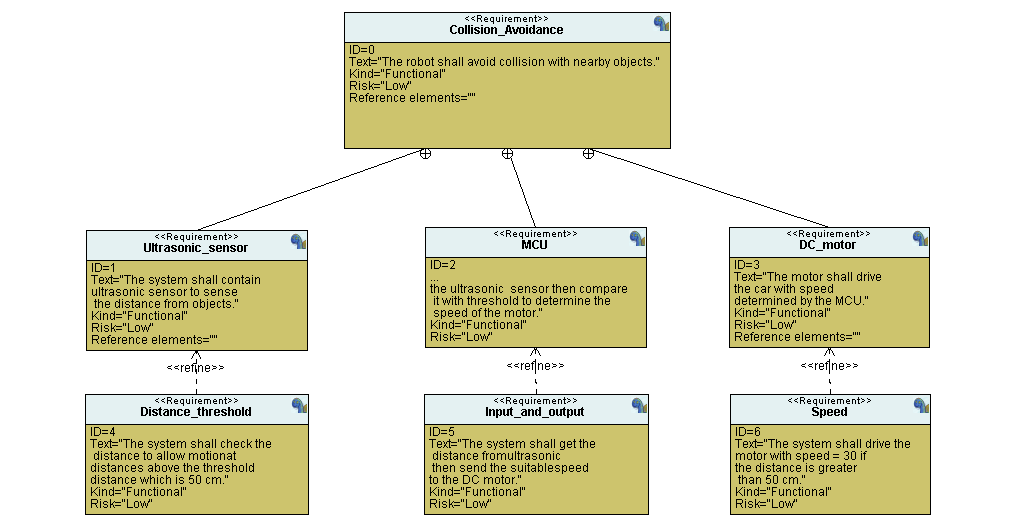 <<Requirement>>
Collision_Avoidance
ID=0
Text="The robot shall avoid collision with nearby objects."
Kind="Functional"
Risk="Low"
Reference elements=""
<<Requirement>>
Ultrasonic_sensor
ID=1
Text="The system shall contain
ultrasonic sensor to sense
the distance from objects."
Kind="Functional"
Risk="Low"
Reference elements=""
<<Requirement>>
MCU
ID=2
...
the ultrasonic sensor then compare
it with threshold to determine the
speed of the motor."
Kind="Functional"
Risk="Low"
<<Requirement>>
DC_motor
ID=3
Text="The motor shall drive
the car with speed
determined by the MCU."
Kind="Functional"
Risk="Low"
Reference elements=""
<<refine>>
<<refine>>
<<refine>>
<<Requirement>>
Distance_threshold
ID=4
Text="The system shall check the
distance to allow motionat
distances above the threshold
distance which is 50 cm."
Kind="Functional"
Risk="Low"
<<Requirement>>
Input_and_output
ID=5
Text="The system shall get the
distance fromultrasonic
then send the suitablespeed
to the DC motor."
Kind="Functional"
Risk="Low"
<<Requirement>>
Speed
ID=6
Text="The system shall drive the
motor with speed = 30 if
the distance is greater
than 50 cm."
Kind="Functional"
Risk="Low"